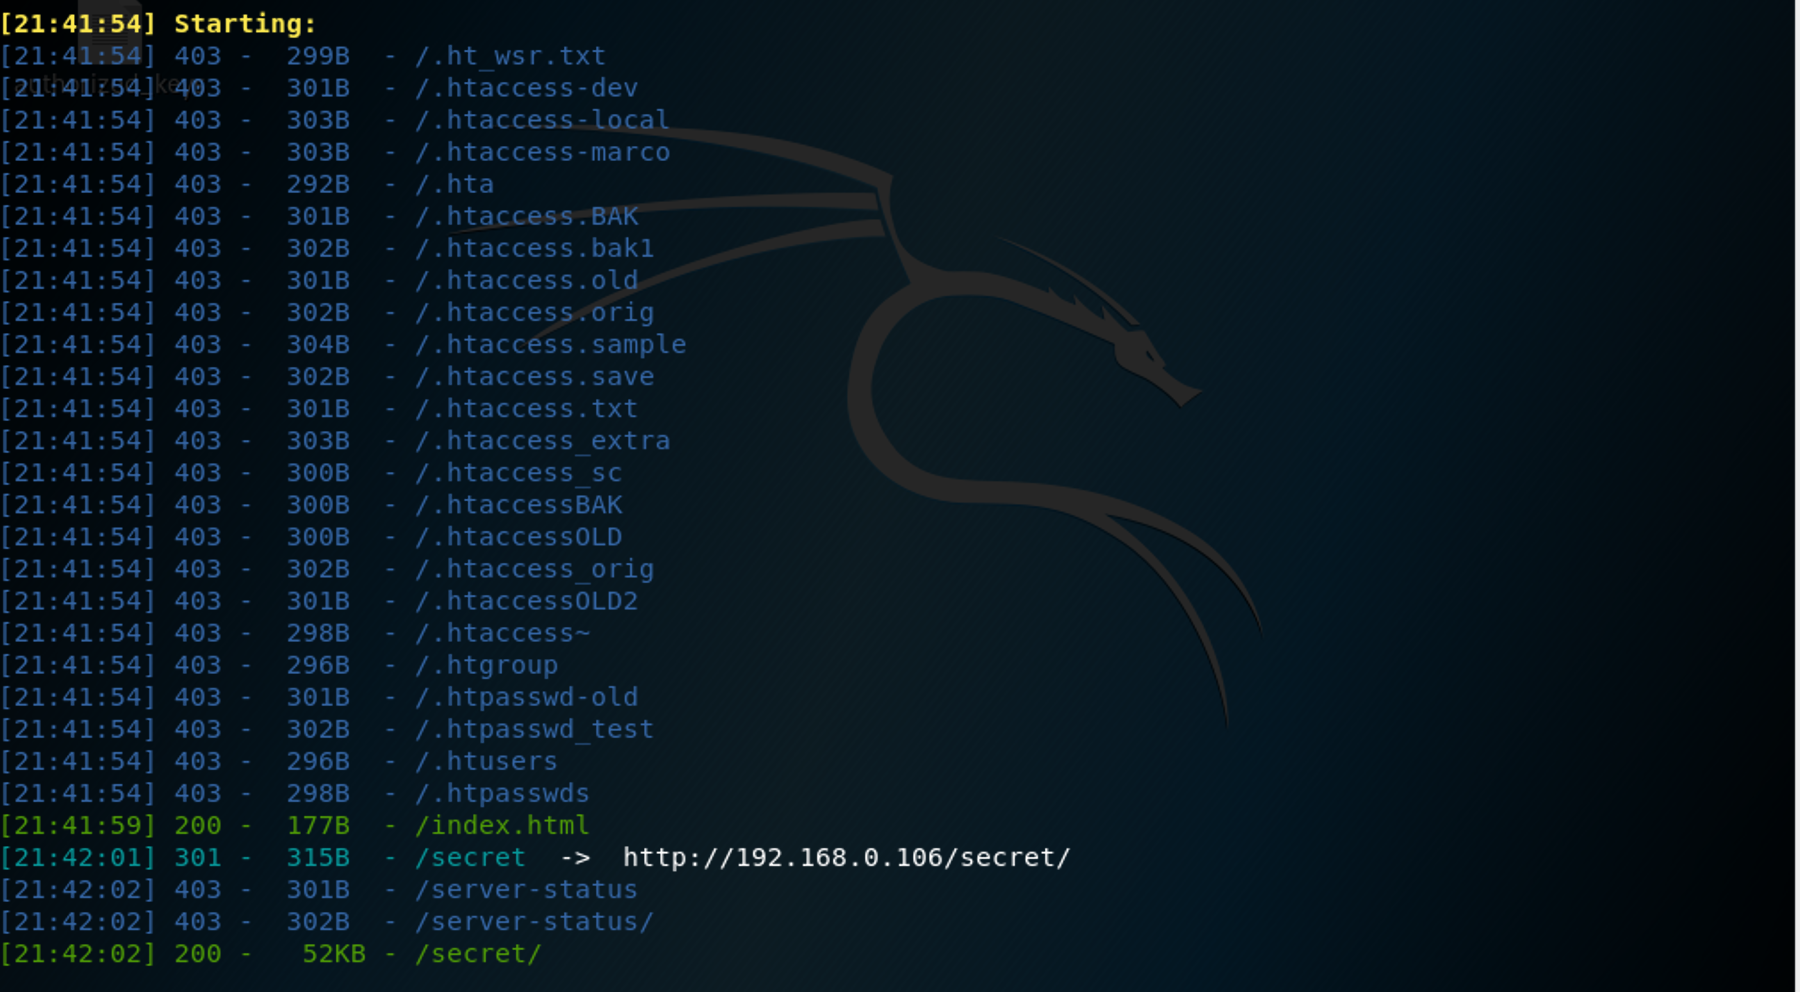 [21:41:54] Starting:
[21:41:54] 403 -  299B  - /.ht_wsr.txt
[21:41:54] 403 -  301B  - /.htaccess-dev
[21:41:54] 403 -  303B  - /.htaccess-local
[21:41:54] 403 -  303B  - /.htaccess-marco
[21:41:54] 403 -  292B  - /.hta
[21:41:54] 403 -  301B  - /.htaccess.BAK
[21:41:54] 403 -  302B  - /.htaccess.bak1
[21:41:54] 403 -  301B  - /.htaccess.old
[21:41:54] 403 -  302B  - /.htaccess.orig
[21:41:54] 403 -  304B  - /.htaccess.sample
[21:41:54] 403 -  302B  - /.htaccess.save
[21:41:54] 403 -  301B  - /.htaccess.txt
[21:41:54] 403 -  303B  - /.htaccess_extra
[21:41:54] 403 -  300B  - /.htaccess_sc
[21:41:54] 403 -  300B  - /.htaccessBAK
[21:41:54] 403 -  300B  - /.htaccessOLD
[21:41:54] 403 -  302B  - /.htaccess_orig
[21:41:54] 403 -  301B  - /.htaccessOLD2
[21:41:54] 403 -  298B  - /.htaccess~
[21:41:54] 403 -  296B  - /.htgroup
[21:41:54] 403 -  301B  - /.htpasswd-old
[21:41:54] 403 -  302B  - /.htpasswd_test
[21:41:54] 403 -  296B  - /.htusers
[21:41:54] 403 -  298B  - /.htpasswds
[21:41:59] 200 -  177B  - /index.html
[21:42:01] 301 -  315B  - /secret  ->  http://192.168.0.106/secret/
[21:42:02] 403 -  301B  - /server-status
[21:42:02] 403 -  302B  - /server-status/
[21:42:02] 200 -   52KB - /secret/